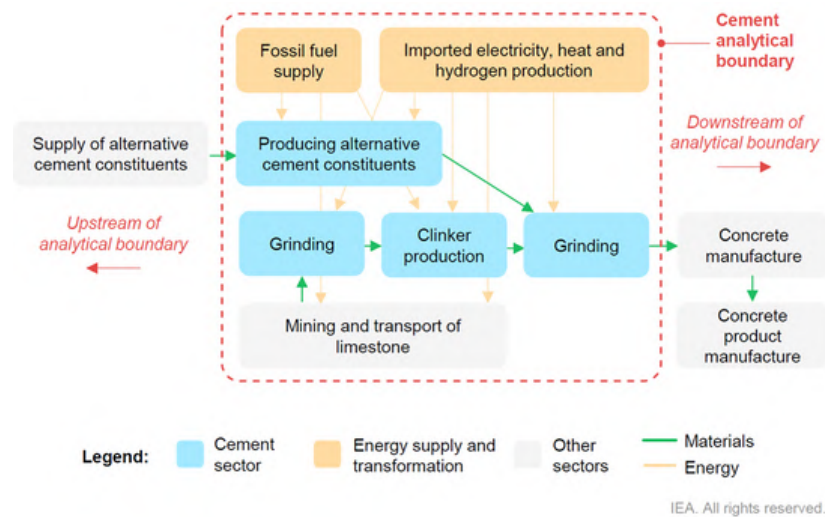 Fossil fuel
supply
Imported electricity, heat and
hydrogen production
Cement
analytical
boundary
Supply of alternative
cement constituents
Producing alternative
cement constituents
Downstream of
analytical boundary
Upstream of
analytical boundary
Grinding
Clinker
production
Grinding
Concrete
manufacture
Mining and transport of
limestone
Concrete
product
manufacture
Legend:
Cement
sector
Energy supply and
transformation
Other
sectors
Materials
Energy
IEA. All rights reserved.